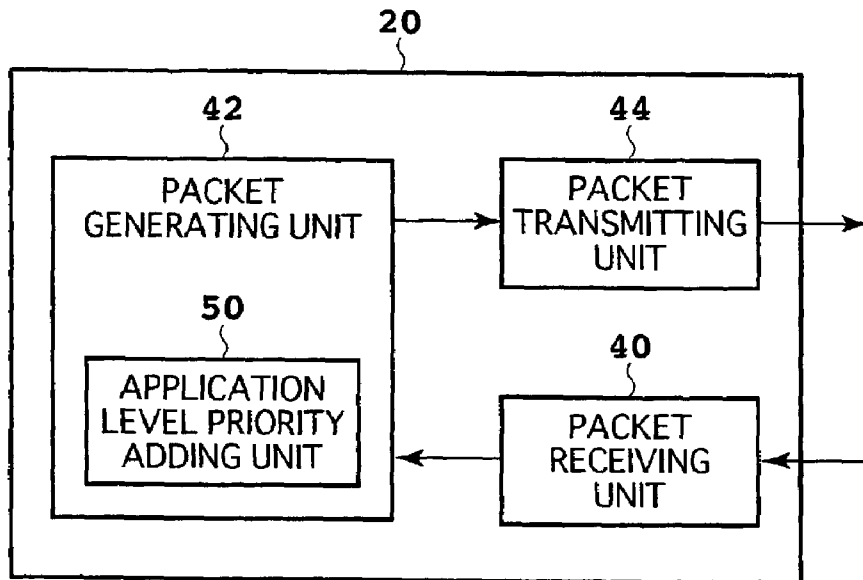 20
42
PACKET
GENERATING UNIT
44
PACKET
TRANSMITTING
UNIT
50
APPLICATION
LEVEL PRIORITY
ADDING UNIT
40
PACKET
RECEIVING
UNIT